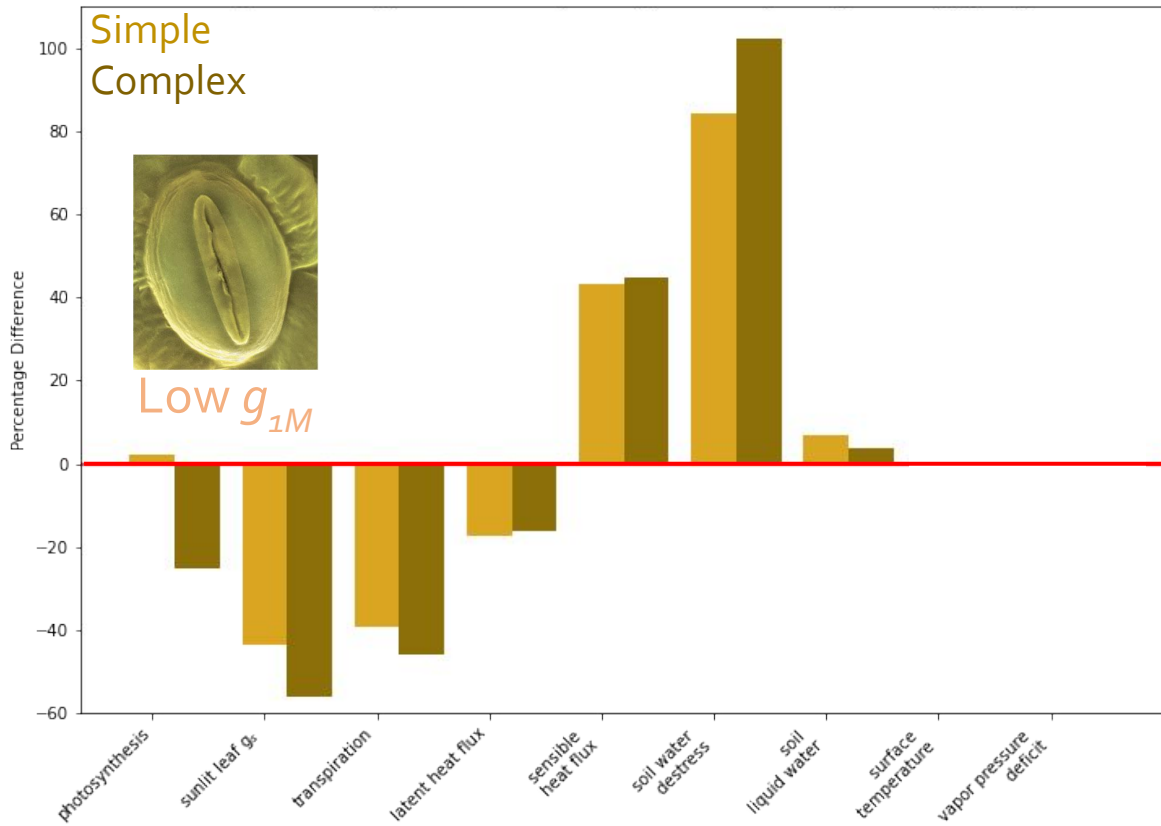 Simple
Complex
Low g1M
Percentage Difference
100
80
60
40
20
0
−20
−40
−60
photosynthesis
sunlit leaf gs
transpiration
latent heat flux
sensible
heat flux
soil water
destress
soil
liquid water
surface
temperature
vapor pressure
deficit